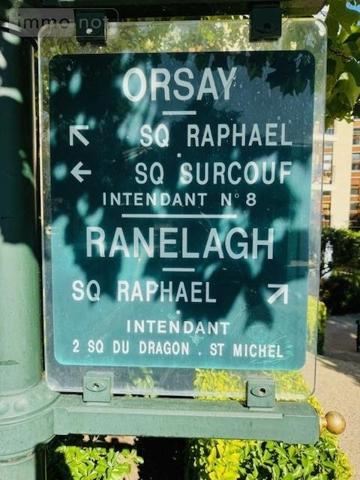 immo not
ORSAY
↖ SQ RAPHAEL
← SQ SURCOUF
INTENDANT N° 8
RANELAGH
SQ RAPHAEL ↗
INTENDANT
2 SQ DU DRAGON . ST MICHEL